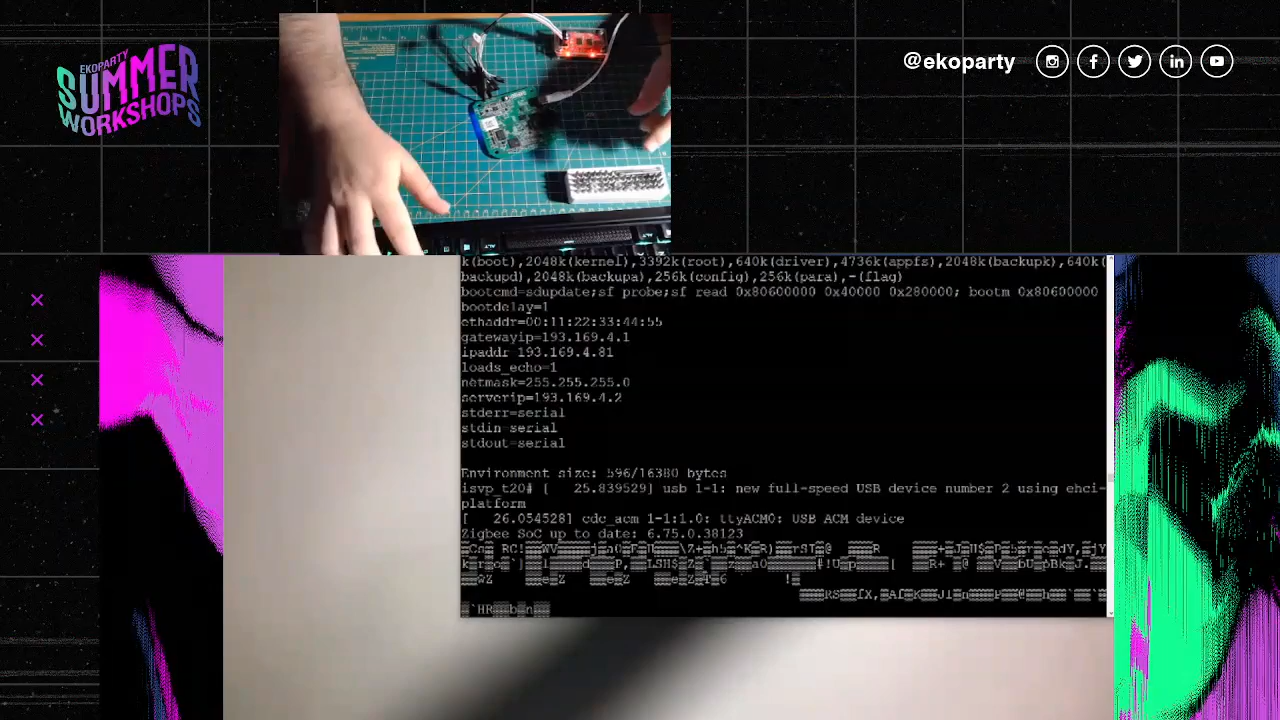 EKOPARTY
SUMMER
WORKSHOPS
@ekoparty
k(boot),2048k(kernel),3392k(root),640k(driver),4736k(appfs),2048k(backupk),640k(
backupd),2048k(backupa),256k(config),256k(para),-(flag)
bootcmd=sdupdate;sf probe;sf read 0x80600000 0x40000 0x280000; bootm 0x80600000
bootdelay=1
ethaddr=00:11:22:33:44:55
gatewayip=193.169.4.1
ipaddr 193.169.4.81
loads_echo=1
netmask=255.255.255.0
serverip=193.169.4.2
stderr=serial
stdin=serial
stdout=serial
Environment size: 596/16380 bytes
isvp_t20# [   25.839529] usb 1-1: new full-speed USB device number 2 using ehci-
platform
[   26.054528] cdc_acm 1-1:1.0: ttyACM0: USB ACM device
Zigbee SoC up to date: 6.75.0.38123